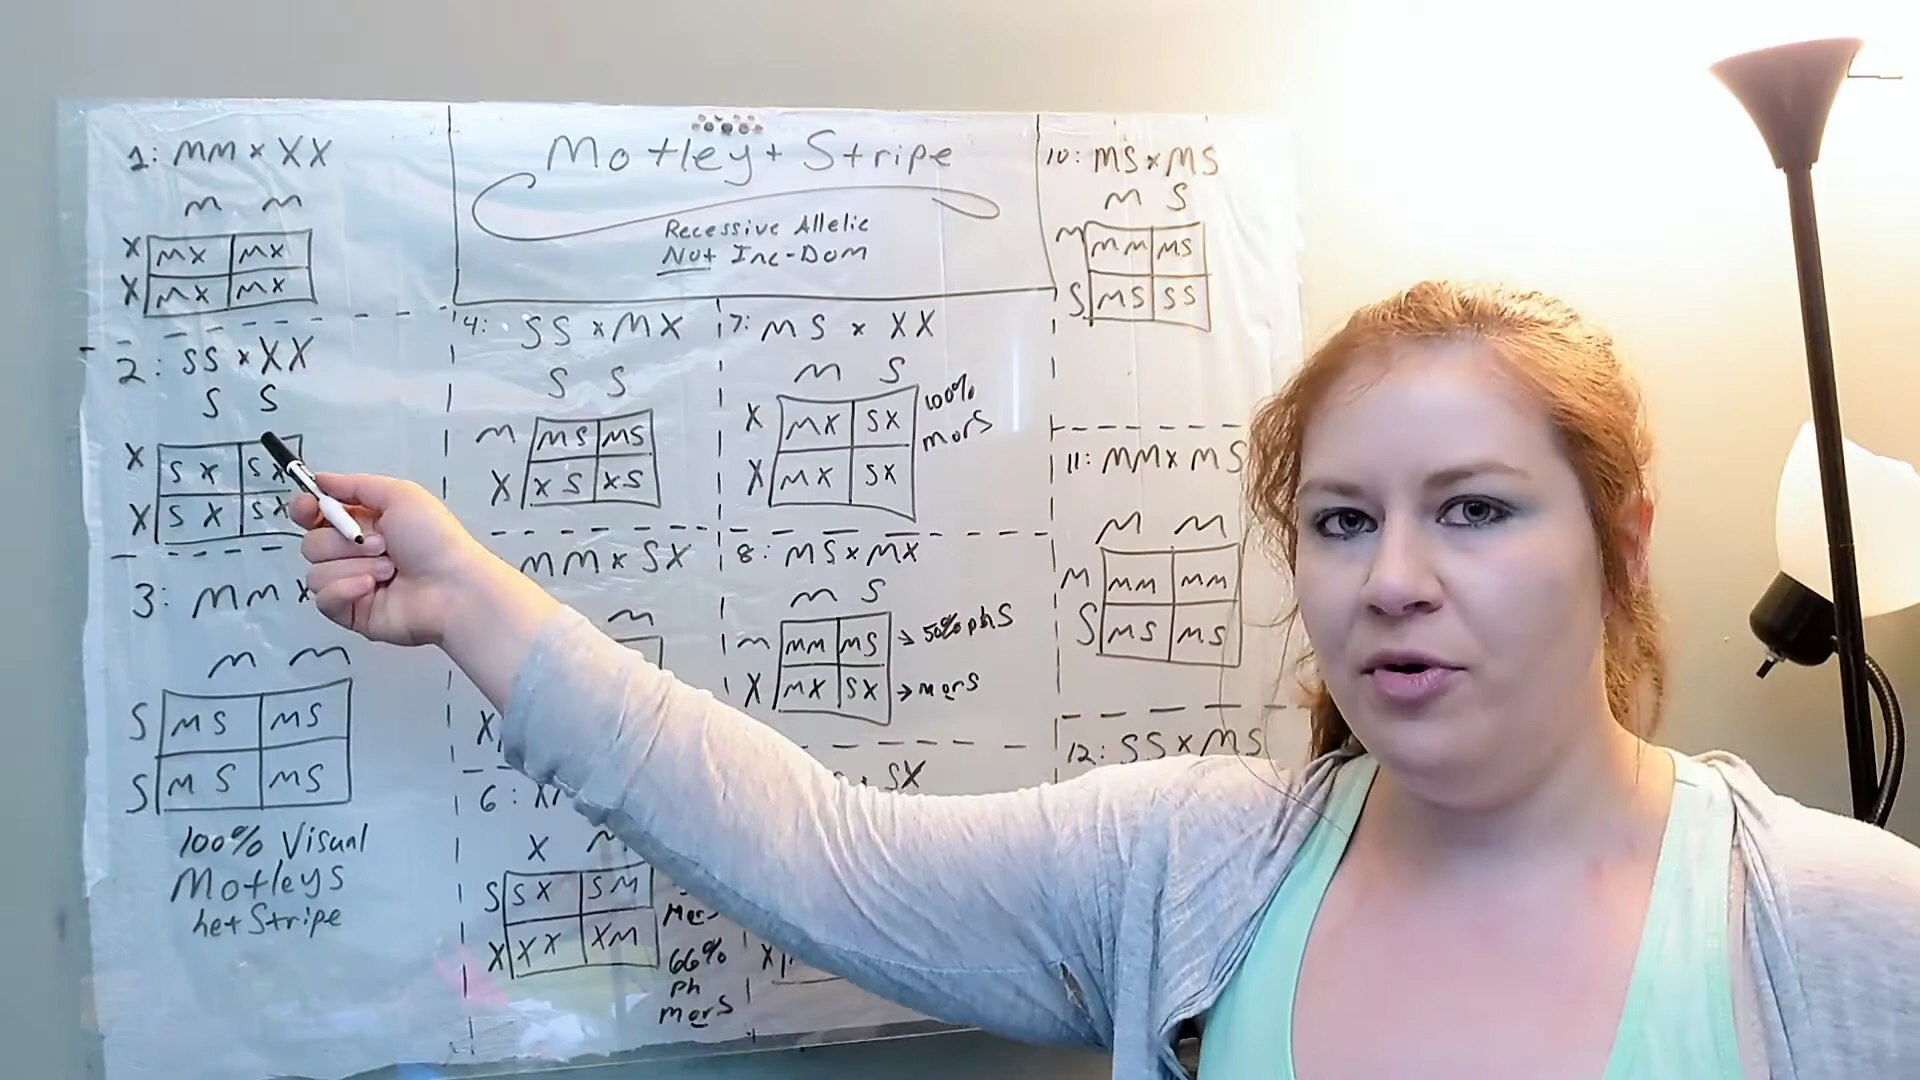 1: MM x XX
M M
X MX MX
X MX MX
2: SS x XX
S S
X SX SX
X SX SX
3: MM x
M M
S MS MS
S MS MS
100% Visual
Motleys
het Stripe
Motley + Stripe
Recessive Allelic
Not Inc-Dom
4: SS x MX
S S
M MS MS
X XS XS
MM x SX
M
X
6: X
X M
S SX SM
X XX XM
66%
Ph
MorS
7: MS x XX
M S
X MX SX
X MX SX
100%
MorS
8: MS x MX
M S
M MM MS → 50% ph S
X MX SX → MorS
SX
X
10: MS x MS
M S
M MM MS
S MS SS
11: MM x MS
M M
M MM MM
S MS MS
12: SS x MS